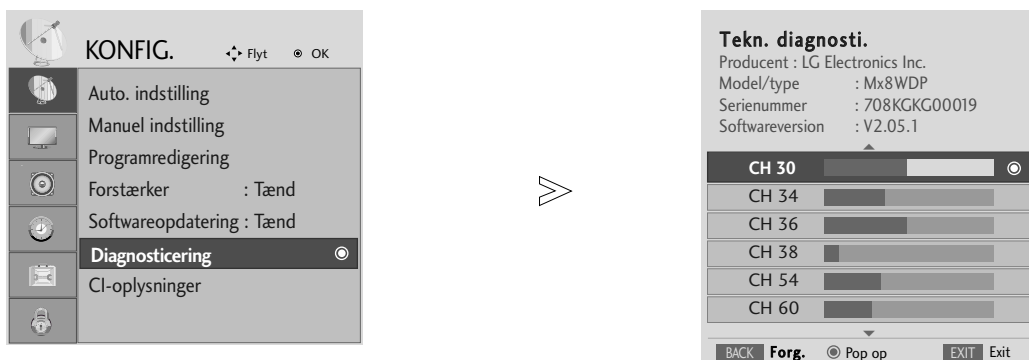 KONFIG. Flyt OK
Auto. indstilling
Manuel indstilling
Programredigering
Forstærker : Tænd
Softwareopdatering : Tænd
Diagnosticering
CI-oplysninger
Tekn. diagnosti.
Producent : LG Electronics Inc.
Model/type : Mx8WDP
Serienummer : 708KGKG00019
Softwareversion : V2.05.1
CH 30
CH 34
CH 36
CH 38
CH 54
CH 60
BACK Forg. Pop op EXIT Exit